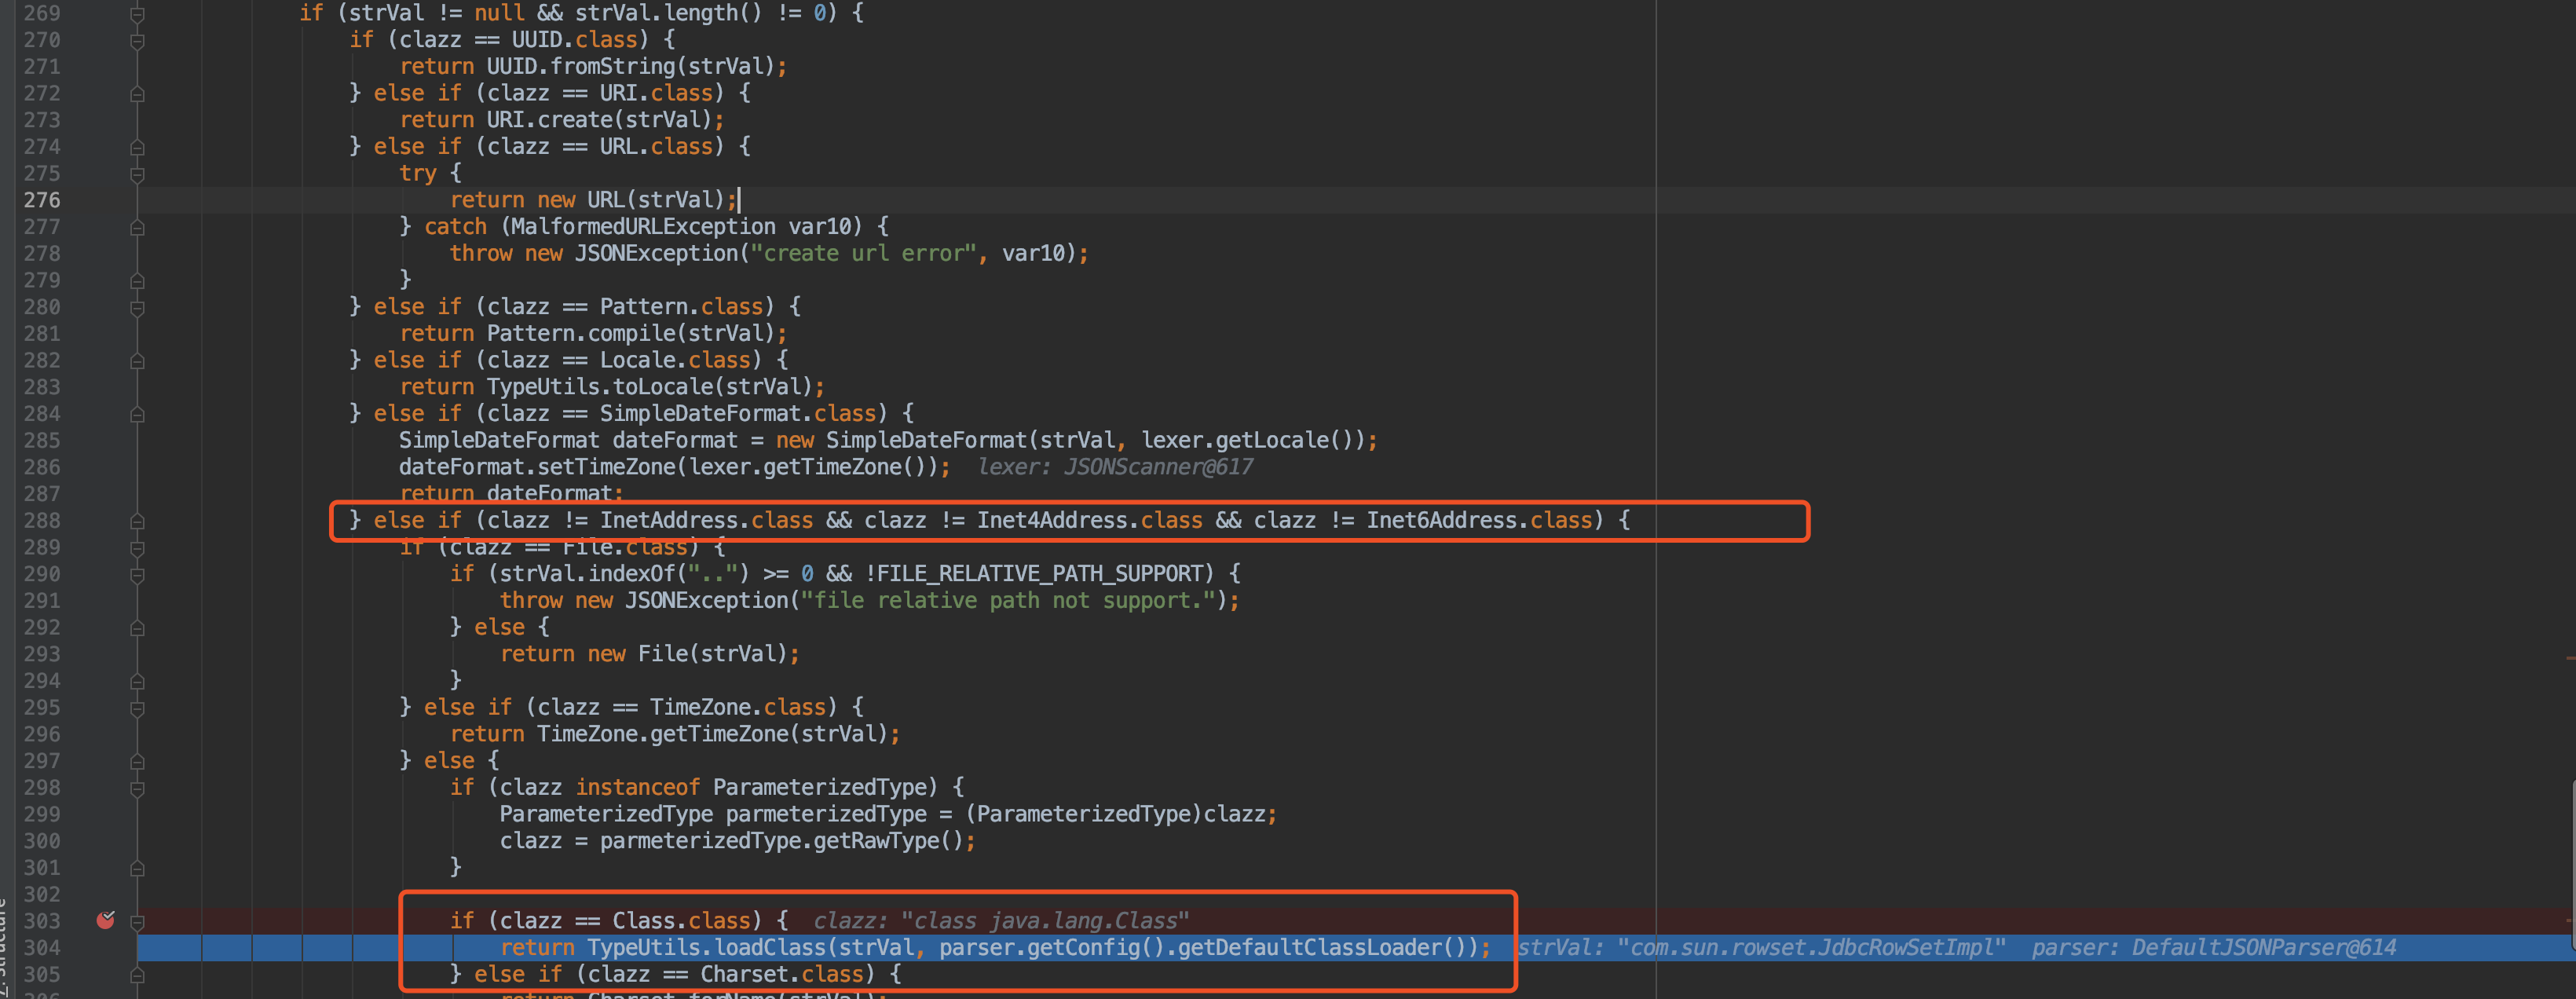 269 if (strVal != null && strVal.length() != 0) {
270 if (clazz == UUID.class) {
271 return UUID.fromString(strVal);
272 } else if (clazz == URI.class) {
273 return URI.create(strVal);
274 } else if (clazz == URL.class) {
275 try {
276 return new URL(strVal);
277 } catch (MalformedURLException var10) {
278 throw new JSONException("create url error", var10);
279 }
280 } else if (clazz == Pattern.class) {
281 return Pattern.compile(strVal);
282 } else if (clazz == Locale.class) {
283 return TypeUtils.toLocale(strVal);
284 } else if (clazz == SimpleDateFormat.class) {
285 SimpleDateFormat dateFormat = new SimpleDateFormat(strVal, lexer.getLocale());
286 dateFormat.setTimeZone(lexer.getTimeZone()); lexer: JSONScanner@617
287 return dateFormat;
288 } else if (clazz != InetAddress.class && clazz != Inet4Address.class && clazz != Inet6Address.class) {
289 if (clazz == File.class) {
290 if (strVal.indexOf("..") >= 0 && !FILE_RELATIVE_PATH_SUPPORT) {
291 throw new JSONException("file relative path not support.");
292 } else {
293 return new File(strVal);
294 }
295 } else if (clazz == TimeZone.class) {
296 return TimeZone.getTimeZone(strVal);
297 } else {
298 if (clazz instanceof ParameterizedType) {
299 ParameterizedType parmeterizedType = (ParameterizedType)clazz;
300 clazz = parmeterizedType.getRawType();
301 }
302
303 if (clazz == Class.class) { clazz: "class java.lang.Class"
304 return TypeUtils.loadClass(strVal, parser.getConfig().getDefaultClassLoader()); strVal: "com.sun.rowset.JdbcRowSetImpl" parser: DefaultJSONParser@614
305 } else if (clazz == Charset.class) {
306 return Charset.forName(strVal);
Structure